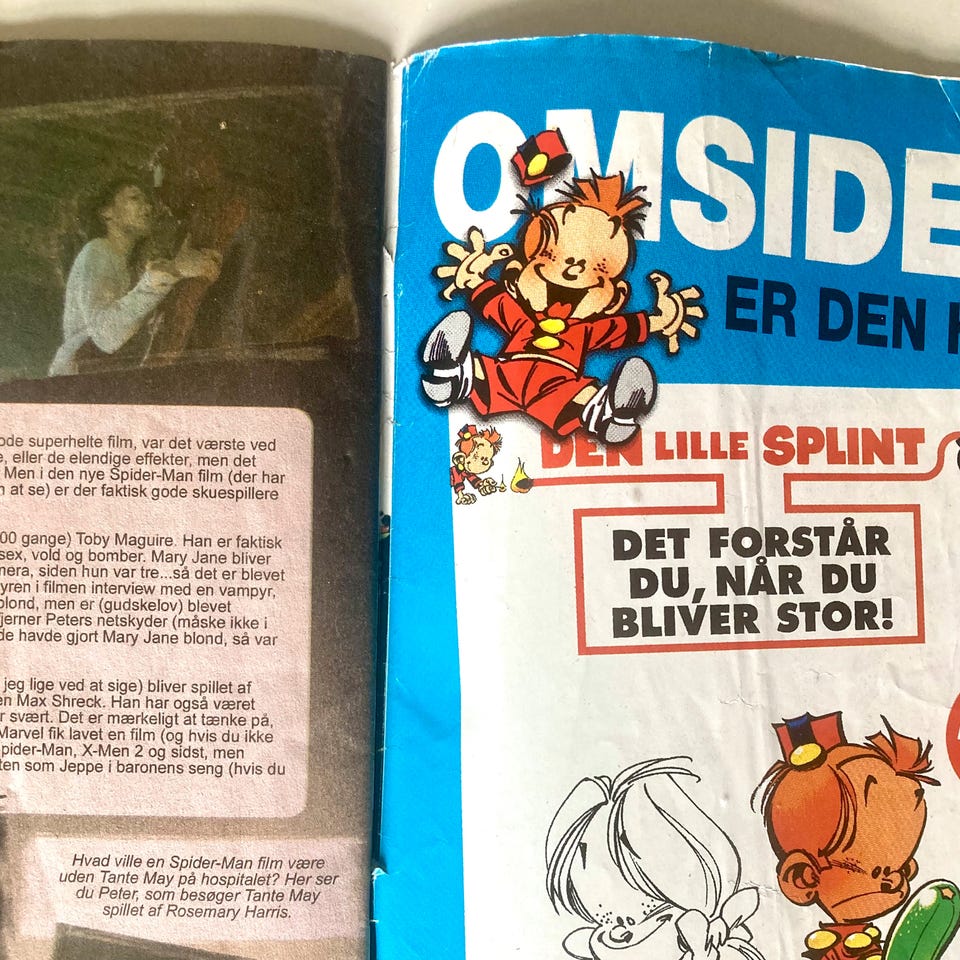 ode superhelte film, var det værste ved
e, eller de elendige effekter, men det
Men i den nye Spider-Man film (der har
n at se) er der faktisk gode skuespillere
00 gange) Toby Maguire. Han er faktisk
sex, vold og bomber. Mary Jane bliver
nera, siden hun var tre...så det er blevet
yren i filmen interview med en vampyr,
blond, men er (gudskelov) blevet
fjerner Peters netskyder (måske ikke i
de havde gjort Mary Jane blond, så var
jeg lige ved at sige) bliver spillet af
en Max Shreck. Han har også været
r svært. Det er mærkeligt at tænke på,
Marvel fik lavet en film (og hvis du ikke
pider-Man, X-Men 2 og sidst, men
ten som Jeppe i baronens seng (hvis du
Hvad ville en Spider-Man film være
uden Tante May på hospitalet? Her ser
du Peter, som besøger Tante May
spillet af Rosemary Harris.
OMSIDE
ER DEN
DEN LILLE SPLINT
DET FORSTÅR
DU, NÅR DU
BLIVER STOR!